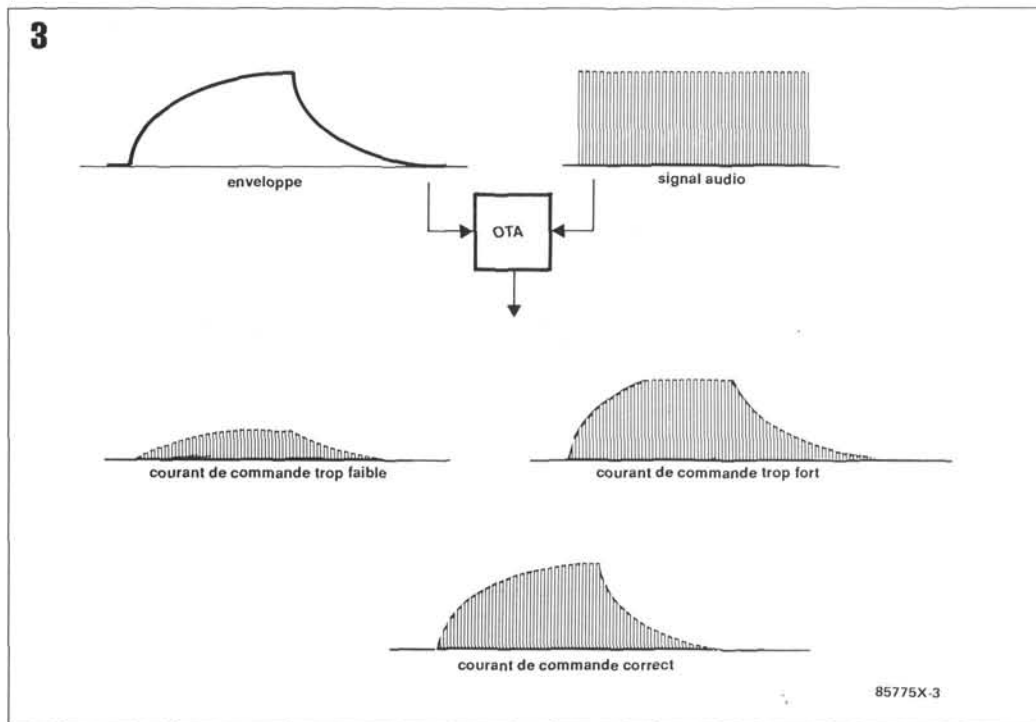 3
enveloppe
signal audio
OTA
courant de commande trop faible
courant de commande trop fort
courant de commande correct
85775X-3